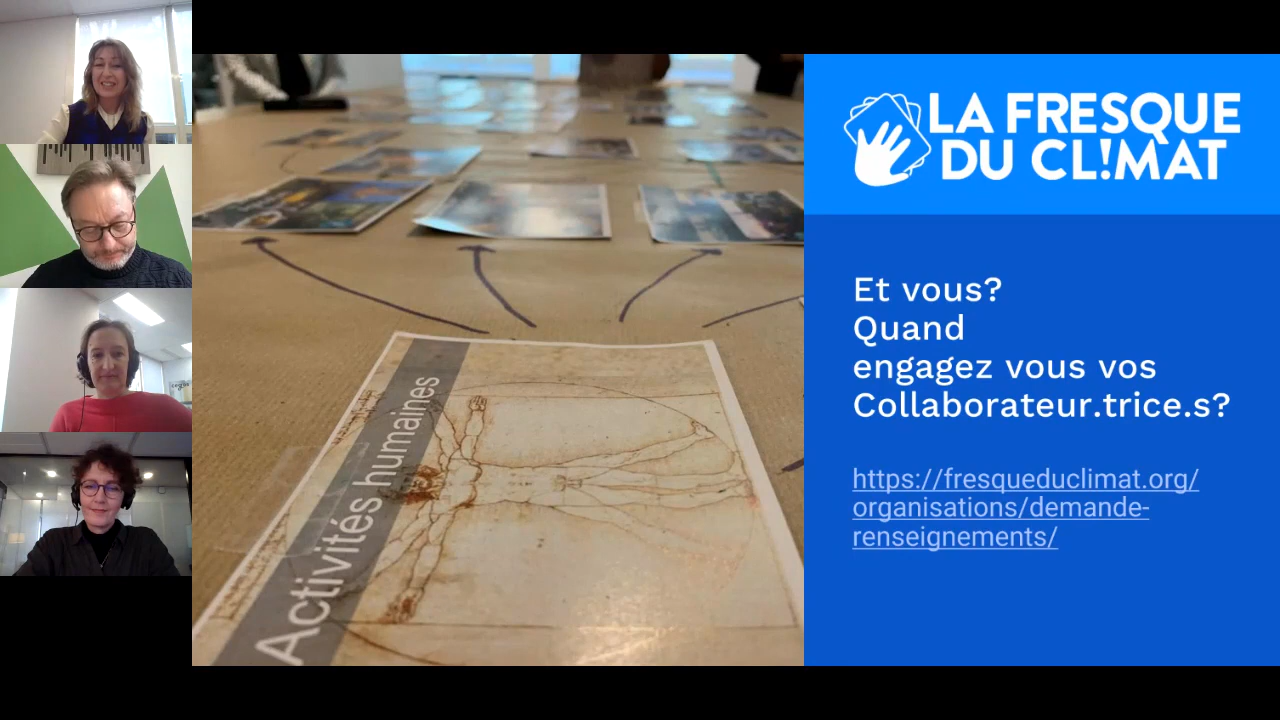 LA FRESQUE
DU CL!MAT
Et vous?
Quand
engagez vous vos
Collaborateur.trice.s?
https://fresqueduclimat.org/
organisations/demande-
renseignements/
Activités humaines